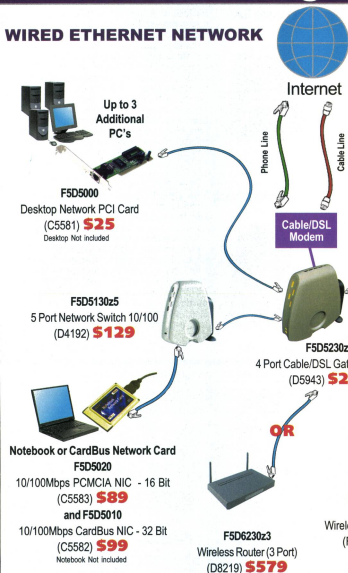 WIRED ETHERNET NETWORK
Internet
Up to 3
Additional
PC's
Phone Line
Cable Line
F5D5000
Desktop Network PCI Card
(C5581) $25
Desktop Not included
Cable/DSL
Modem
F5D5130z5
5 Port Network Switch 10/100
(D4192) $129
F5D5230z
4 Port Cable/DSL Gat
(D5943) $2
OR
Notebook or CardBus Network Card
F5D5020
10/100Mbps PCMCIA NIC - 16 Bit
(C5583) $89
and F5D5010
10/100Mbps CardBus NIC - 32 Bit
(C5582) $99
Notebook Not included
F5D6230z3
Wireless Router (3 Port)
(D8219) $579
Wirele